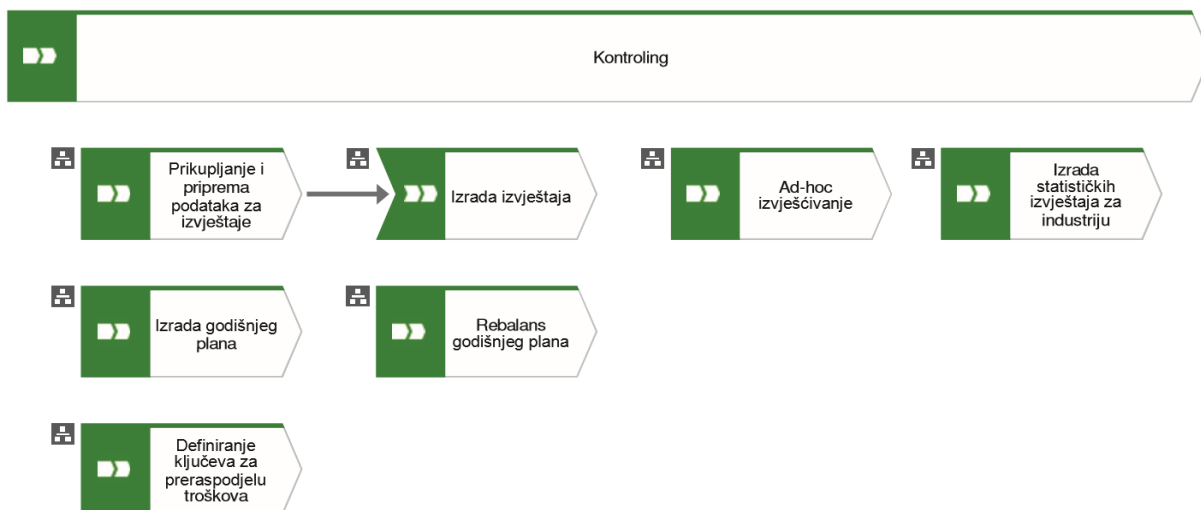 Kontroling
Prikupljanje i
priprema
podataka za
izvještaje
Izrada izvještaja
Ad-hoc
izvješćivanje
Izrada
statističkih
izvještaja za
industriju
Izrada godišnjeg
plana
Rebalans
godišnjeg plana
Definiranje
ključeva za
preraspodjelu
troškova